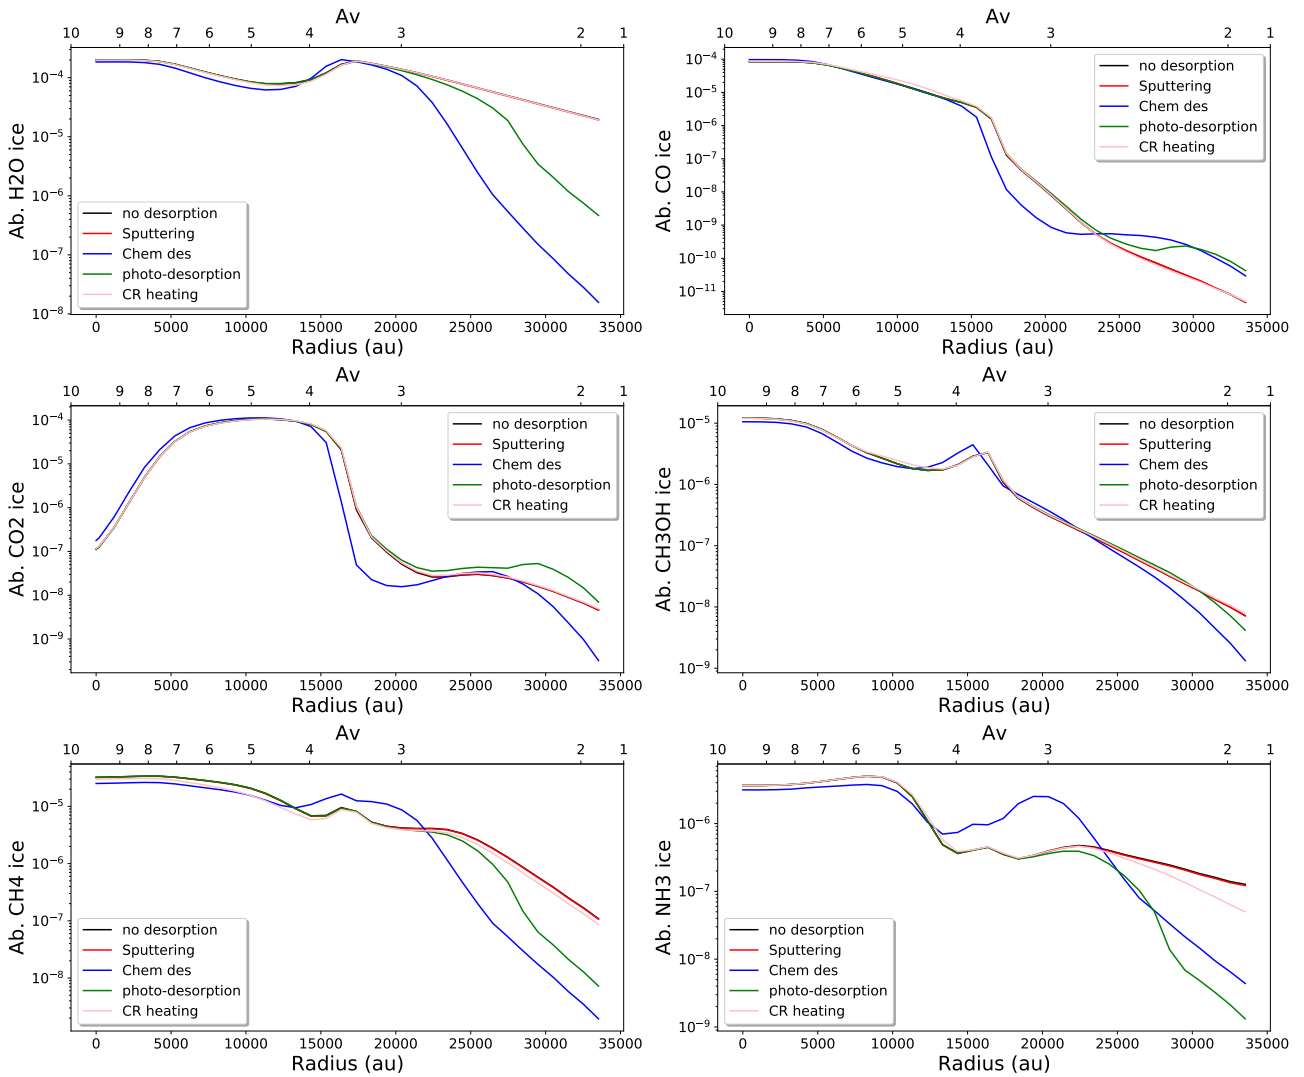 Av
10 9 8 7 6 5 4 3 2 1
Ab. H2O ice
10⁻⁴
10⁻⁵
10⁻⁶
10⁻⁷
10⁻⁸
no desorption
Sputtering
Chem des
photo-desorption
CR heating
0 5000 10000 15000 20000 25000 30000 35000
Radius (au)
Av
10 9 8 7 6 5 4 3 2 1
Ab. CO ice
10⁻⁴
10⁻⁵
10⁻⁶
10⁻⁷
10⁻⁸
10⁻⁹
10⁻¹⁰
10⁻¹¹
no desorption
Sputtering
Chem des
photo-desorption
CR heating
0 5000 10000 15000 20000 25000 30000 35000
Radius (au)
Av
10 9 8 7 6 5 4 3 2 1
Ab. CO2 ice
10⁻⁴
10⁻⁵
10⁻⁶
10⁻⁷
10⁻⁸
10⁻⁹
no desorption
Sputtering
Chem des
photo-desorption
CR heating
0 5000 10000 15000 20000 25000 30000 35000
Radius (au)
Av
10 9 8 7 6 5 4 3 2 1
Ab. CH3OH ice
10⁻⁵
10⁻⁶
10⁻⁷
10⁻⁸
10⁻⁹
no desorption
Sputtering
Chem des
photo-desorption
CR heating
0 5000 10000 15000 20000 25000 30000 35000
Radius (au)
Av
10 9 8 7 6 5 4 3 2 1
Ab. CH4 ice
10⁻⁵
10⁻⁶
10⁻⁷
10⁻⁸
no desorption
Sputtering
Chem des
photo-desorption
CR heating
0 5000 10000 15000 20000 25000 30000 35000
Radius (au)
Av
10 9 8 7 6 5 4 3 2 1
Ab. NH3 ice
10⁻⁶
10⁻⁷
10⁻⁸
10⁻⁹
no desorption
Sputtering
Chem des
photo-desorption
CR heating
0 5000 10000 15000 20000 25000 30000 35000
Radius (au)